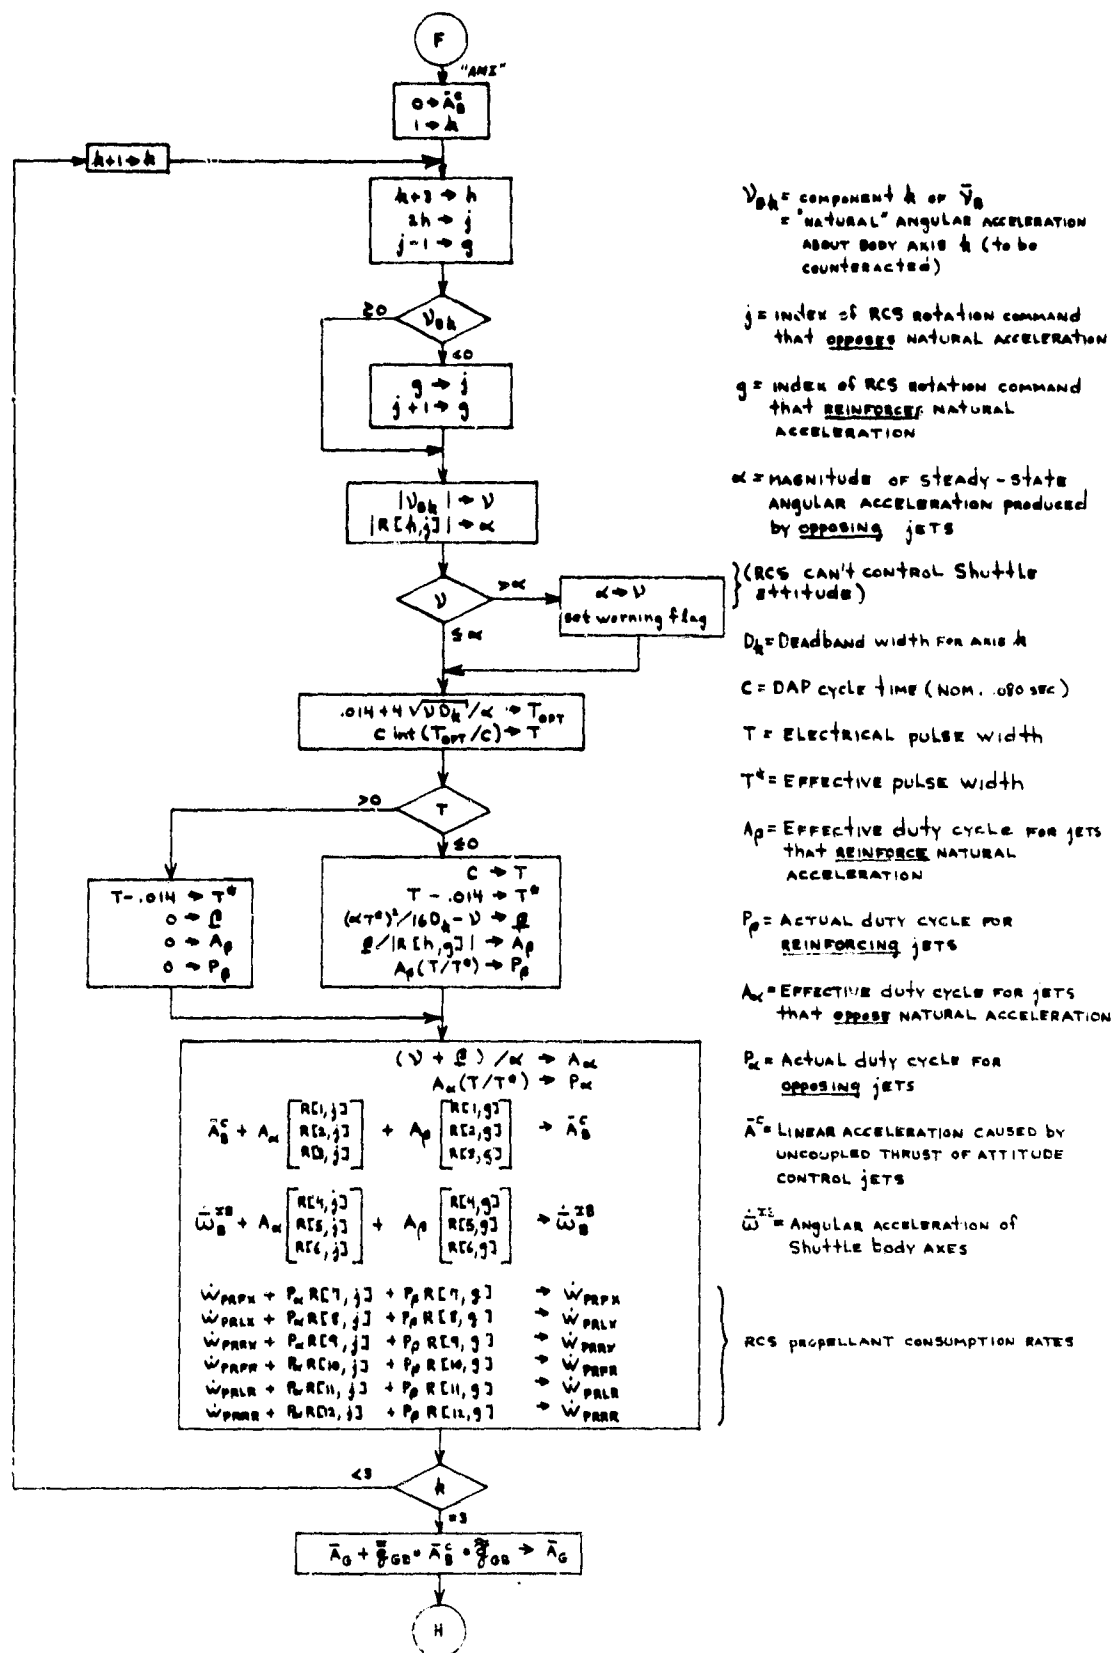 F
"AMI"
0 → Ā_B^C
1 → k
k+1 → k
k+3 → h
2h → j
j-1 → g
≥0
ν_Bk
<0
g → j
j+1 → g
|ν_Bk| → ν
|R[h,j]| → α
ν
>α
≤α
α → ν
set warning flag
.014 + 4 √(ν D_k) / α → T_OPT
C int (T_OPT/C) → T
>0
T
≤0
T - .014 → T*
0 → β
0 → A_β
0 → P_β
C → T
T - .014 → T*
(αT*)²/16D_k - ν → β
β/|R[h,g]| → A_β
A_β(T/T*) → P_β
(ν + β) / α → A_α
A_α(T/T*) → P_α
Ā_B^C + A_α [R[1,j] R[2,j] R[3,j]] + A_β [R[1,g] R[2,g] R[3,g]] → Ā_B^C
ω̇_B^IB + A_α [R[4,j] R[5,j] R[6,j]] + A_β [R[4,g] R[5,g] R[6,g]] → ω̇_B^IB
+ P_α R[7,j] + P_β R[7,g] →
+ P_α R[8,j] + P_β R[8,g] →
+ P_α R[9,j] + P_β R[9,g] →
Ẇ_PRFR + P_α R[10,j] + P_β R[10,g] → Ẇ_PRFR
Ẇ_PRLR + P_α R[11,j] + P_β R[11,g] → Ẇ_PRLR
Ẇ_PRRR + P_α R[12,j] + P_β R[12,g] → Ẇ_PRRR
<3
k
=3
Ā_G + g_GB * Ā_B^C * g_GB → Ā_G
H
ν_Bk = COMPONENT k OF ν̄_B
= "NATURAL" ANGULAR ACCELERATION
ABOUT BODY AXIS k (to be
COUNTERACTED)
j = INDEX of RCS ROTATION COMMAND
that OPPOSES NATURAL ACCELERATION
g = INDEX of RCS ROTATION COMMAND
that REINFORCES NATURAL
ACCELERATION
α = MAGNITUDE OF STEADY-STATE
ANGULAR ACCELERATION PRODUCED
by OPPOSING jETS
} (RCS CAN't CONTROL Shuttle
attitude)
D_k = DEADBAND WIDTH FOR AXIS k
C = DAP CYCLE TIME (NOM. .080 SEC)
T = ELECTRICAL pulse width
T* = EFFECTIVE pulse width
A_β = EFFECTIVE duty CYCLE FOR jETS
that REINFORCE NATURAL
ACCELERATION
P_β = ACTUAL duty CYCLE FOR
REINFORCING jETS
A_α = EFFECTIVE duty CYCLE FOR jETS
that OPPOSE NATURAL ACCELERATION
P_α = ACTUAL duty CYCLE FOR
OPPOSING jETS
Ā^C = LINEAR ACCELERATION CAUSED BY
UNCOUPLED THRUST OF ATTITUDE
CONTROL jETS
ω̇^IB = ANGULAR ACCELERATION of
Shuttle body AXES
} RCS PROPELLANT CONSUMPTION RATES